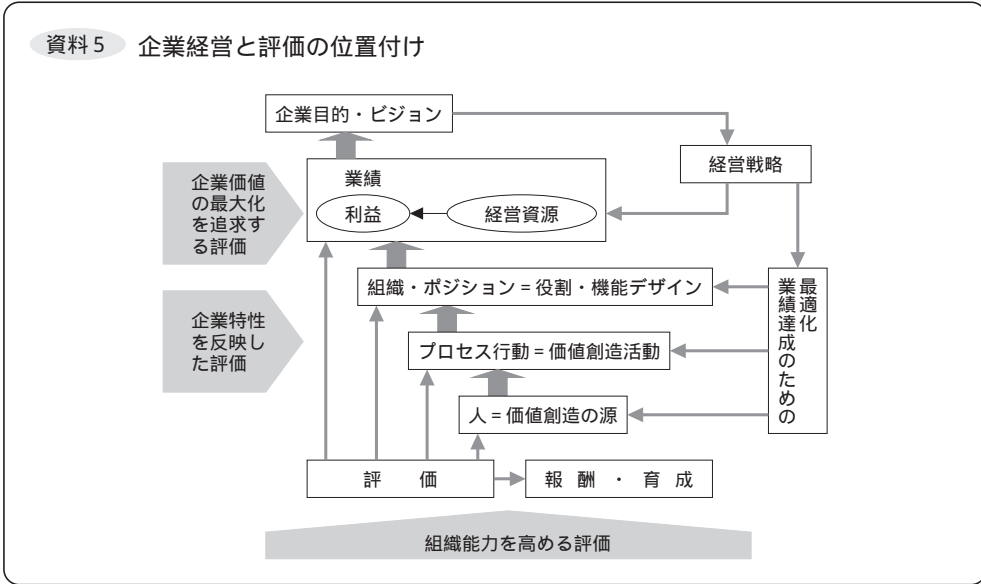 資料5 企業経営と評価の位置付け
企業目的・ビジョン
経営戦略
企業価値
の最大化
を追求す
る評価
業績
利益
経営資源
組織・ポジション＝役割・機能デザイン
企業特性
を反映し
た評価
プロセス行動＝価値創造活動
人＝価値創造の源
業績達成のための
最適化
評価
報酬・育成
組織能力を高める評価